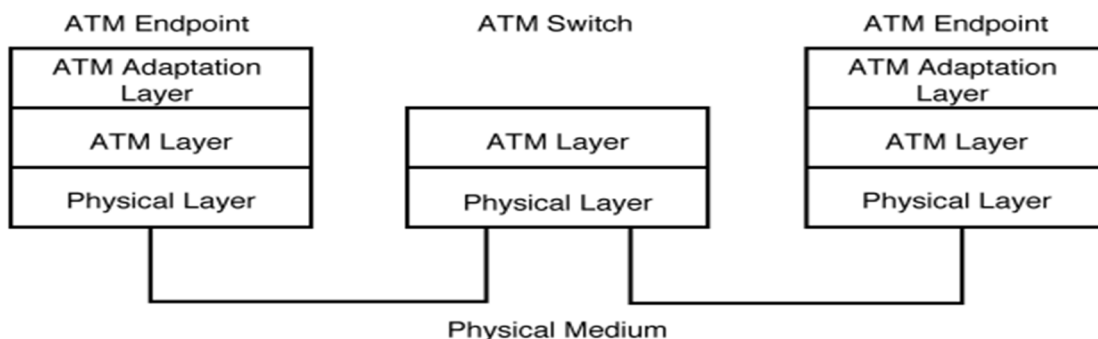 ATM Endpoint
ATM Switch
ATM Endpoint
ATM Adaptation
Layer
ATM Layer
Physical Layer
ATM Layer
Physical Layer
ATM Adaptation
Layer
ATM Layer
Physical Layer
Physical Medium